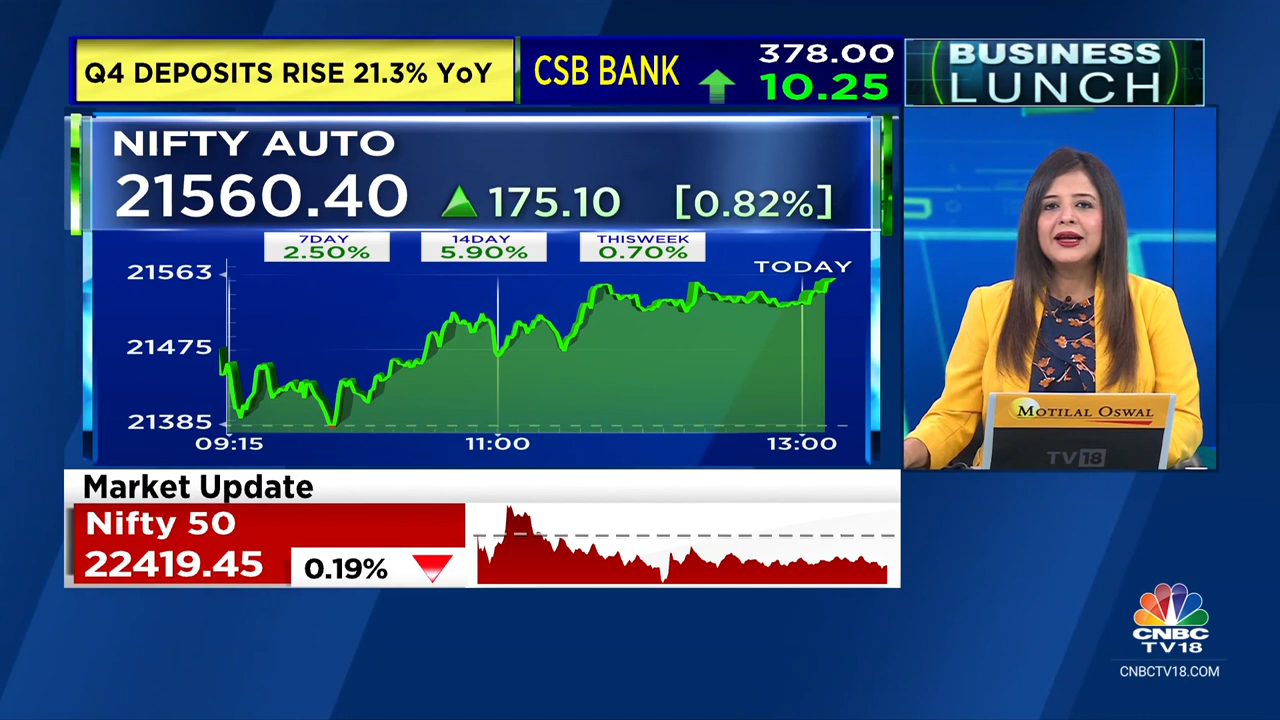 Q4 DEPOSITS RISE 21.3% YoY
CSB BANK
378.00
10.25
BUSINESS
LUNCH
NIFTY AUTO
21560.40 175.10 [0.82%]
7DAY
2.50%
14DAY
5.90%
THISWEEK
0.70%
TODAY
21563
21475
21385
09:15 11:00 13:00
MOTILAL OSWAL
TV18
Market Update
Nifty 50
22419.45
0.19%
CNBC
TV18
CNBCTV18.COM